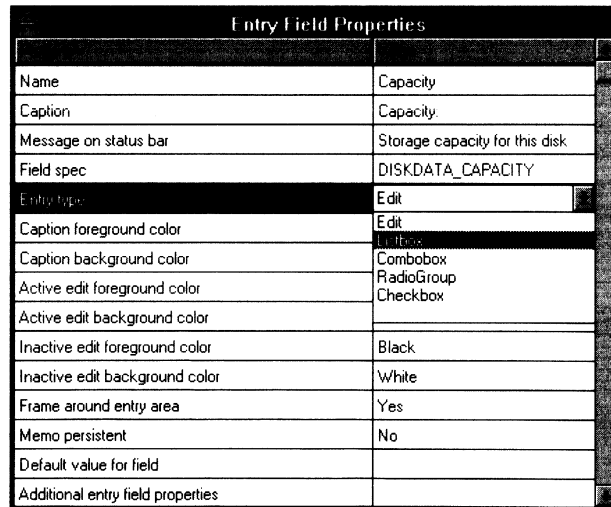 Entry Field Properties
Name Capacity
Caption Capacity:
Message on status bar Storage capacity for this disk
Field spec DISKDATA_CAPACITY
Entry type Edit
Edit
Caption foreground color Listbox
Caption background color Combobox
Active edit foreground color RadioGroup
Checkbox
Active edit background color
Inactive edit foreground color Black
Inactive edit background color White
Frame around entry area Yes
Memo persistent No
Default value for field
Additional entry field properties